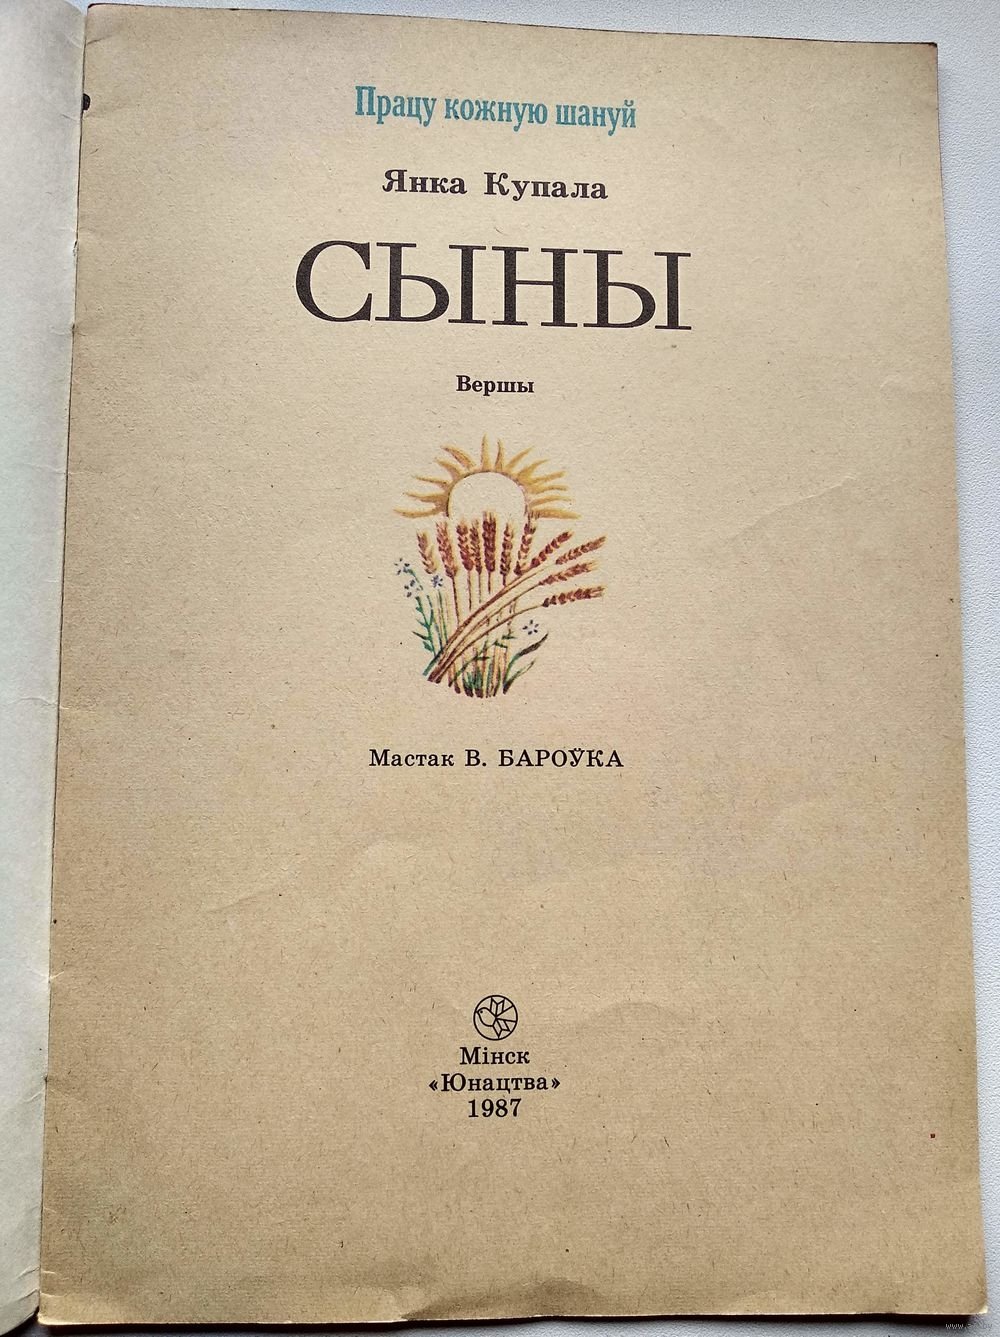 Працу кожную шануй
Янка Купала
СЫНЫ
Вершы
Мастак В. БАРОЎКА
Мінск
«Юнацтва»
1987